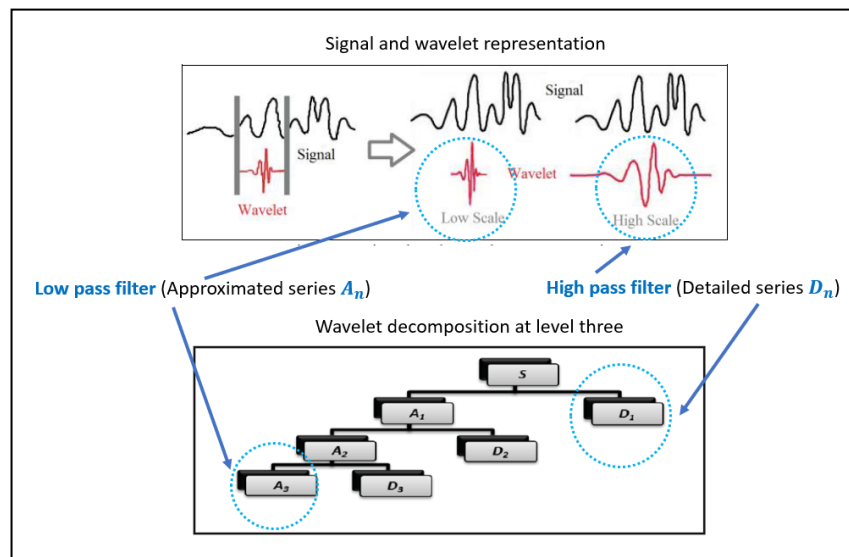 Signal and wavelet representation
Signal
Wavelet
Signal
Wavelet
Low Scale
High Scale
Low pass filter (Approximated series Aₙ)
High pass filter (Detailed series Dₙ)
Wavelet decomposition at level three
S
A₁
D₁
A₂
D₂
A₃
D₃